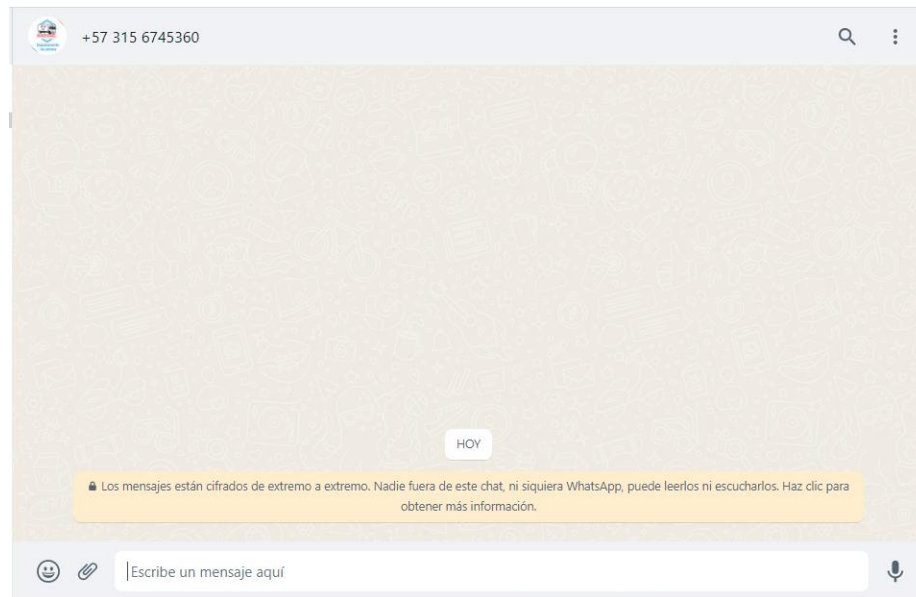 +57 315 6745360
HOY
Los mensajes están cifrados de extremo a extremo. Nadie fuera de este chat, ni siquiera WhatsApp, puede leerlos ni escucharlos. Haz clic para
obtener más información.
Escribe un mensaje aquí